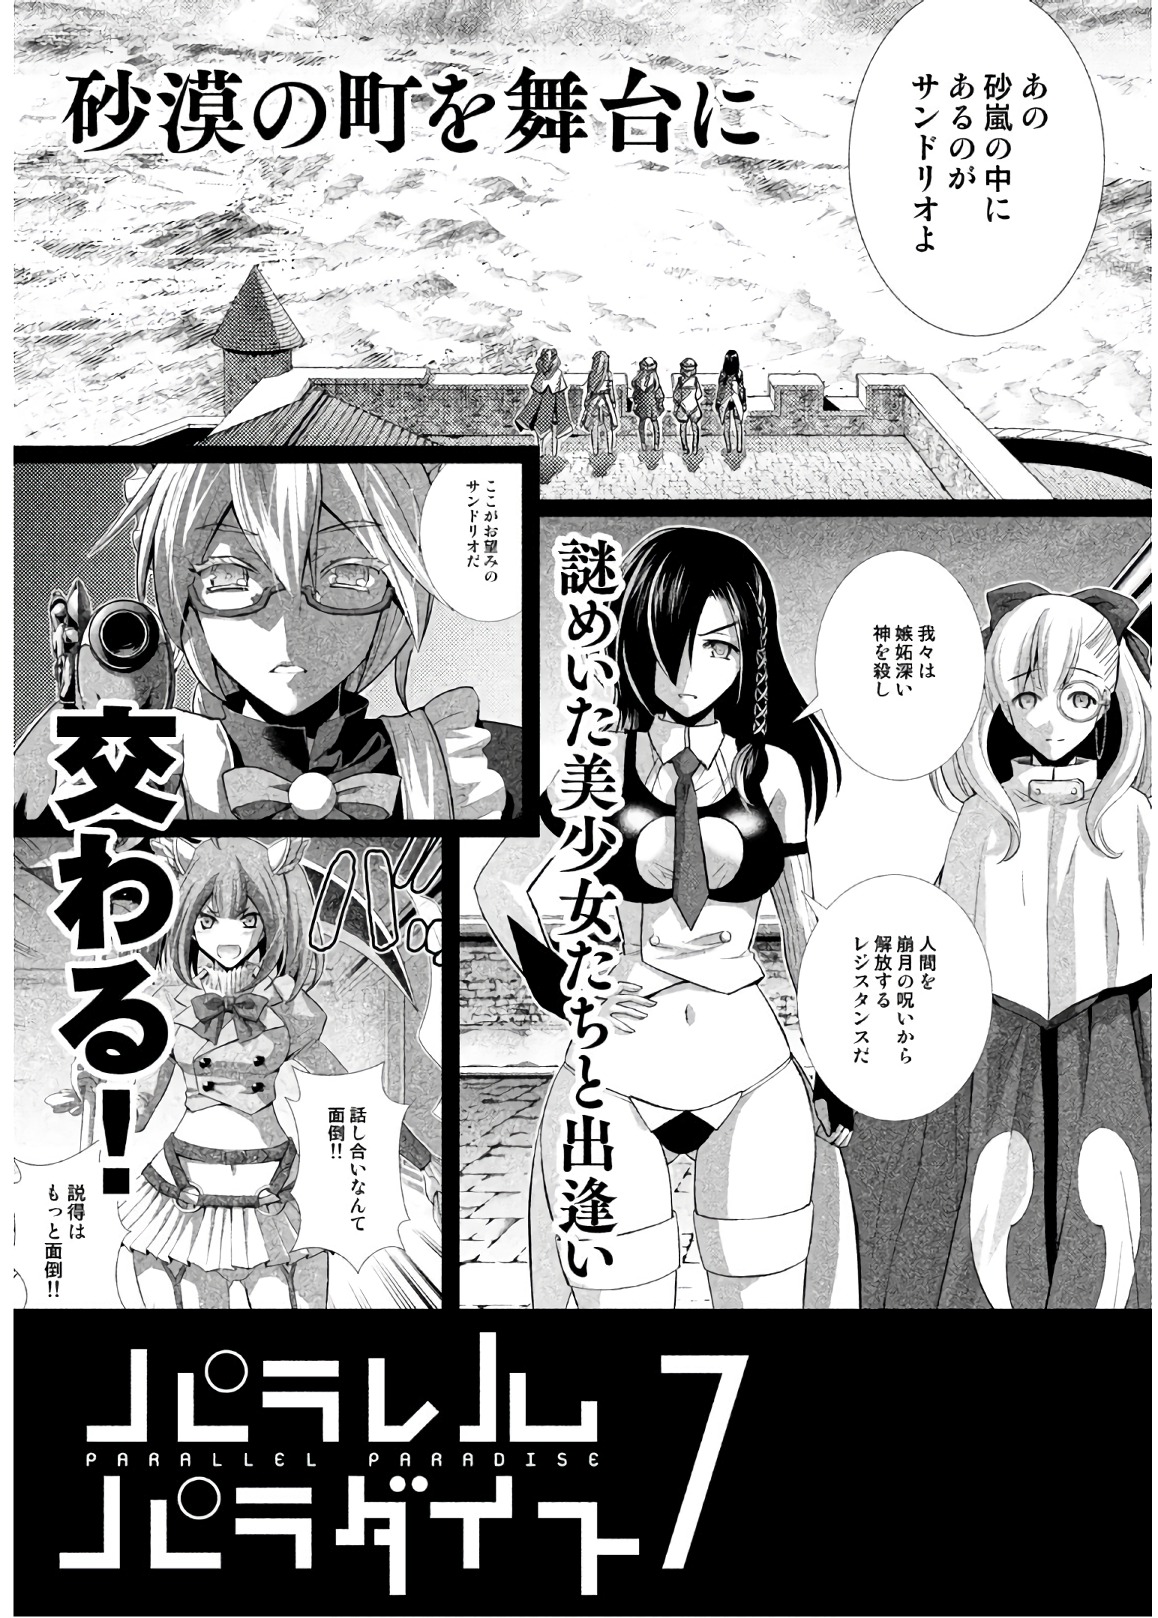 あの
砂嵐の中に
あるのが
サンドリオよ
砂漠の町を舞台に
我々は
嫉妬深い
神を殺し
人間を
崩月の呪いから
解放する
レジスタンスだ
謎めいた美少女たちと出逢い
ここがお望みの
サンドリオだ
交わる！
話し合いなんて
面倒!!
説得は
もっと面倒!!
パラレル
PARALLEL PARADISE
パラダイス
7